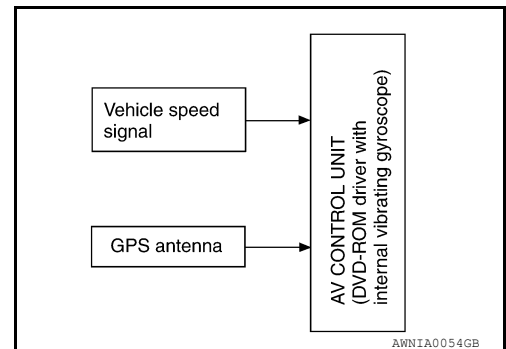 Vehicle speed
signal
GPS antenna
AV CONTROL UNIT
(DVD-ROM driver with
internal vibrating gyroscope)
AWNIA0054GB